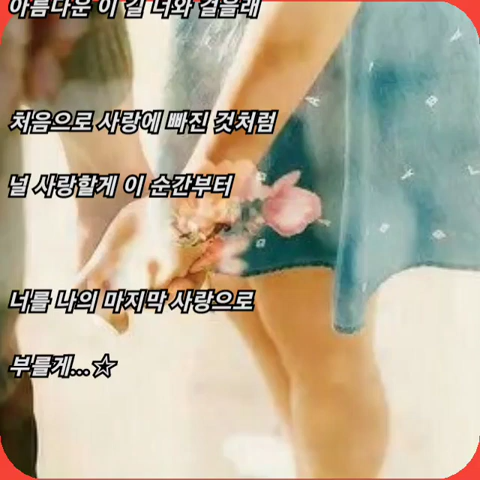 아름다운 이 길 너와 걸을래
처음으로 사랑에 빠진 것처럼
널 사랑할게 이 순간부터
너를 나의 마지막 사랑으로
부를게...☆